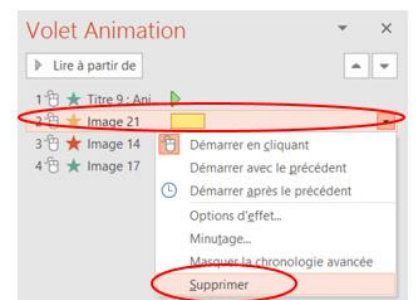 Volet Animation
Lire à partir de
1 Titre 9 : Ani...
2 Image 21
3 Image 14
4 Image 17
Démarrer en cliquant
Démarrer avec le précédent
Démarrer après le précédent
Options d'effet...
Minutage...
Masquer la chronologie avancée
Supprimer